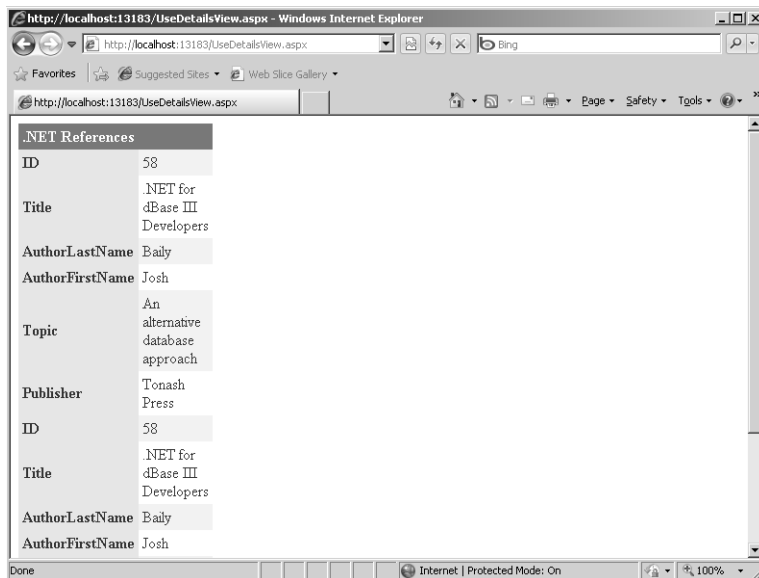 http://localhost:13183/UseDetailsView.aspx - Windows Internet Explorer
http://localhost:13183/UseDetailsView.aspx
Bing
Favorites Suggested Sites Web Slice Gallery
http://localhost:13183/UseDetailsView.aspx
Page Safety Tools »
.NET References
ID 58
Title .NET for
dBase III
Developers
AuthorLastName Baily
AuthorFirstName Josh
Topic An
alternative
database
approach
Publisher Tonash
Press
ID 58
Title .NET for
dBase III
Developers
AuthorLastName Baily
AuthorFirstName Josh
Done Internet | Protected Mode: On 100%